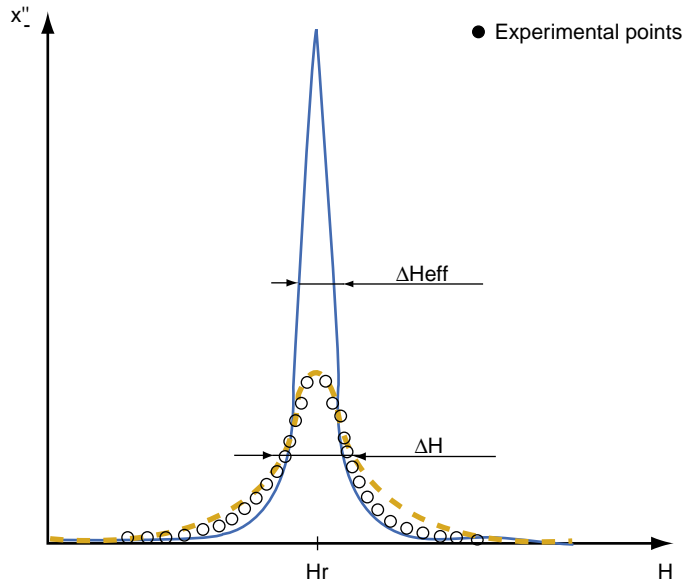 x"-
Experimental points
ΔHeff
ΔH
Hr
H